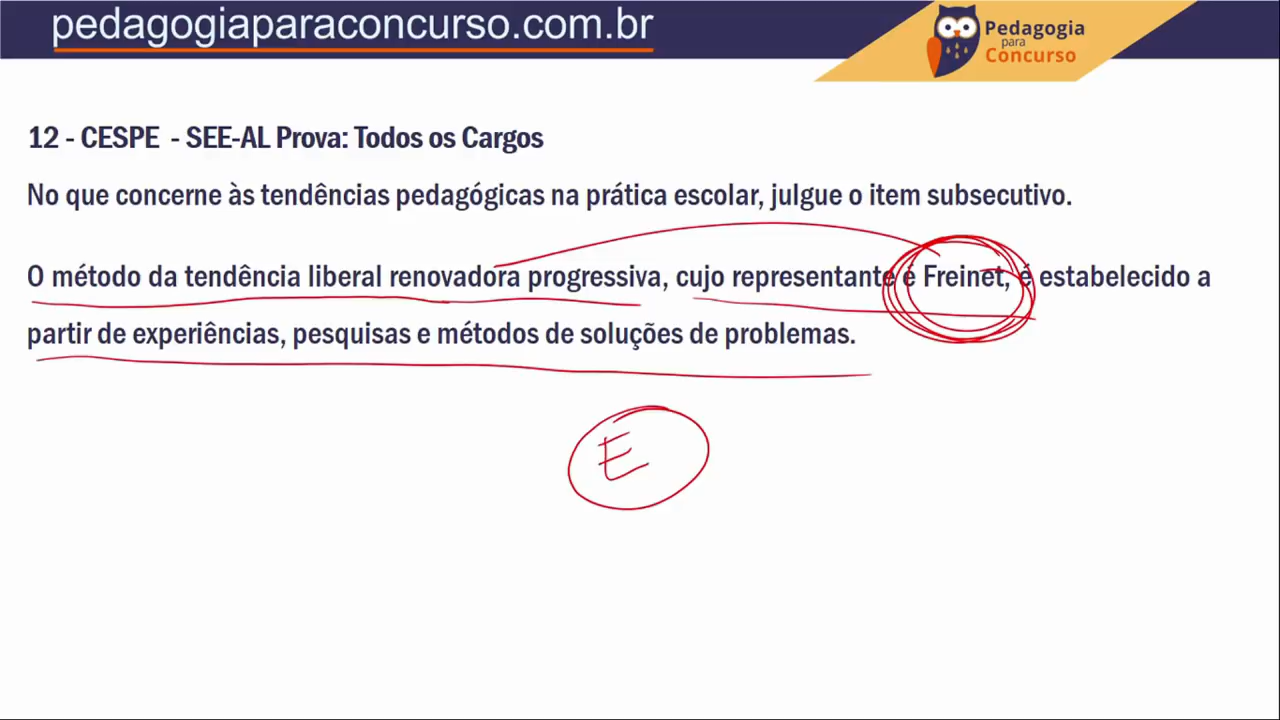 pedagogiaparaconcurso.com.br
Pedagogia
para
Concurso
12 - CESPE - SEE-AL Prova: Todos os Cargos
No que concerne às tendências pedagógicas na prática escolar, julgue o item subsecutivo.
O método da tendência liberal renovadora progressiva, cujo representante é Freinet, é estabelecido a
partir de experiências, pesquisas e métodos de soluções de problemas.
E